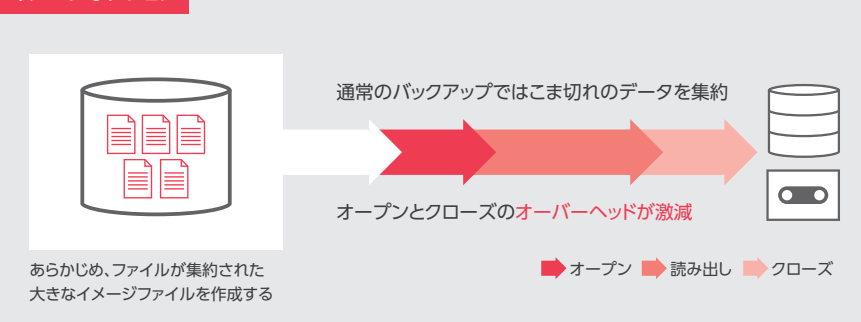 通常のバックアップではこま切れのデータを集約
オープンとクローズのオーバーヘッドが激減
あらかじめ、ファイルが集約された
大きなイメージファイルを作成する
オープン 読み出し クローズ